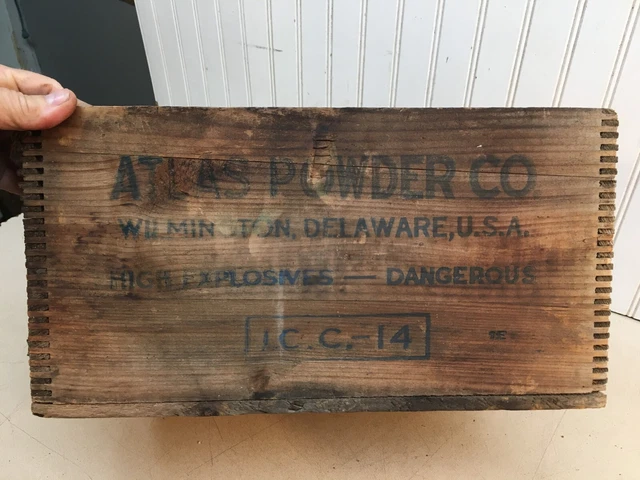 ATLAS POWDER CO
WILMINGTON, DELAWARE, U.S.A.
HIGH EXPLOSIVES — DANGEROUS
I.C.C.-14